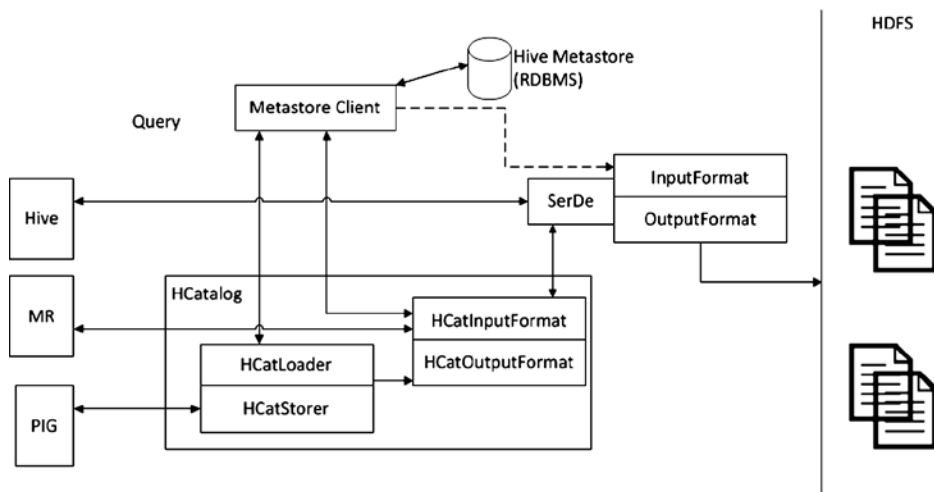 HDFS
Hive Metastore
(RDBMS)
Metastore Client
Query
InputFormat
SerDe
OutputFormat
Hive
HCatalog
MR
HCatInputFormat
HCatLoader
HCatOutputFormat
HCatStorer
PIG